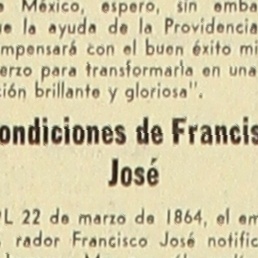 México, espero, sin emba
e la ayuda de la Providencia
mpensará con el buen éxito mi
erzo para transformarla en una
ción brillante y gloriosa".
ondiciones de Francis
José
L 22 de marzo de 1864, el em
rador Francisco José notific